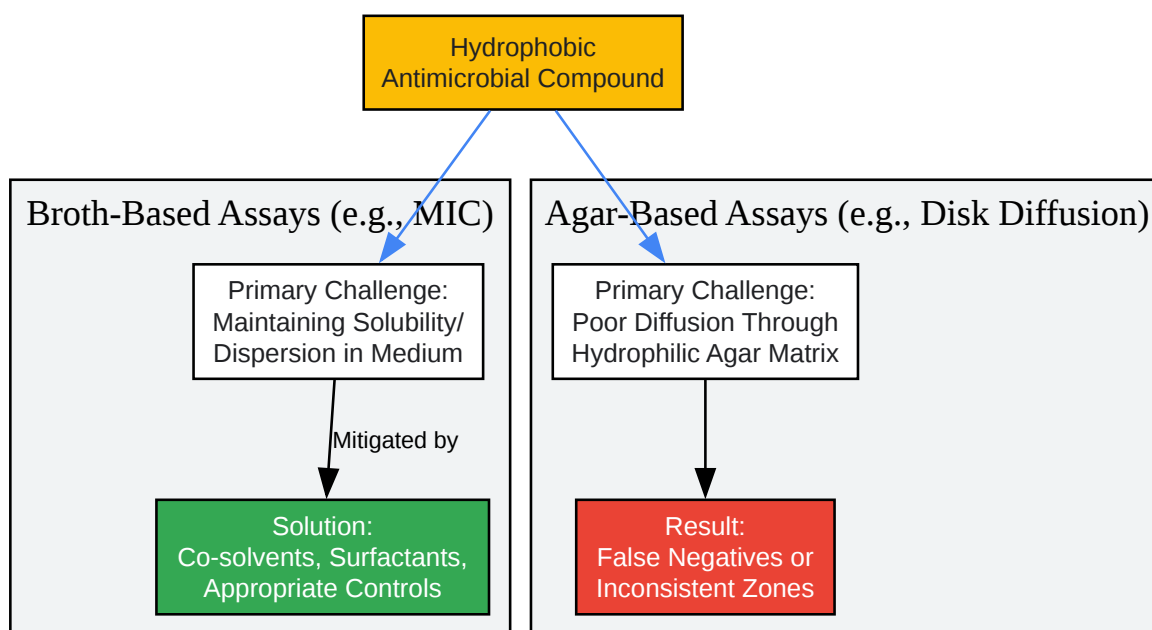 Hydrophobic
Antimicrobial Compound
Broth-Based Assays (e.g., MIC)
Primary Challenge:
Maintaining Solubility/
Dispersion in Medium
Mitigated by
Solution:
Co-solvents, Surfactants,
Appropriate Controls
Agar-Based Assays (e.g., Disk Diffusion)
Primary Challenge:
Poor Diffusion Through
Hydrophilic Agar Matrix
Result:
False Negatives or
Inconsistent Zones